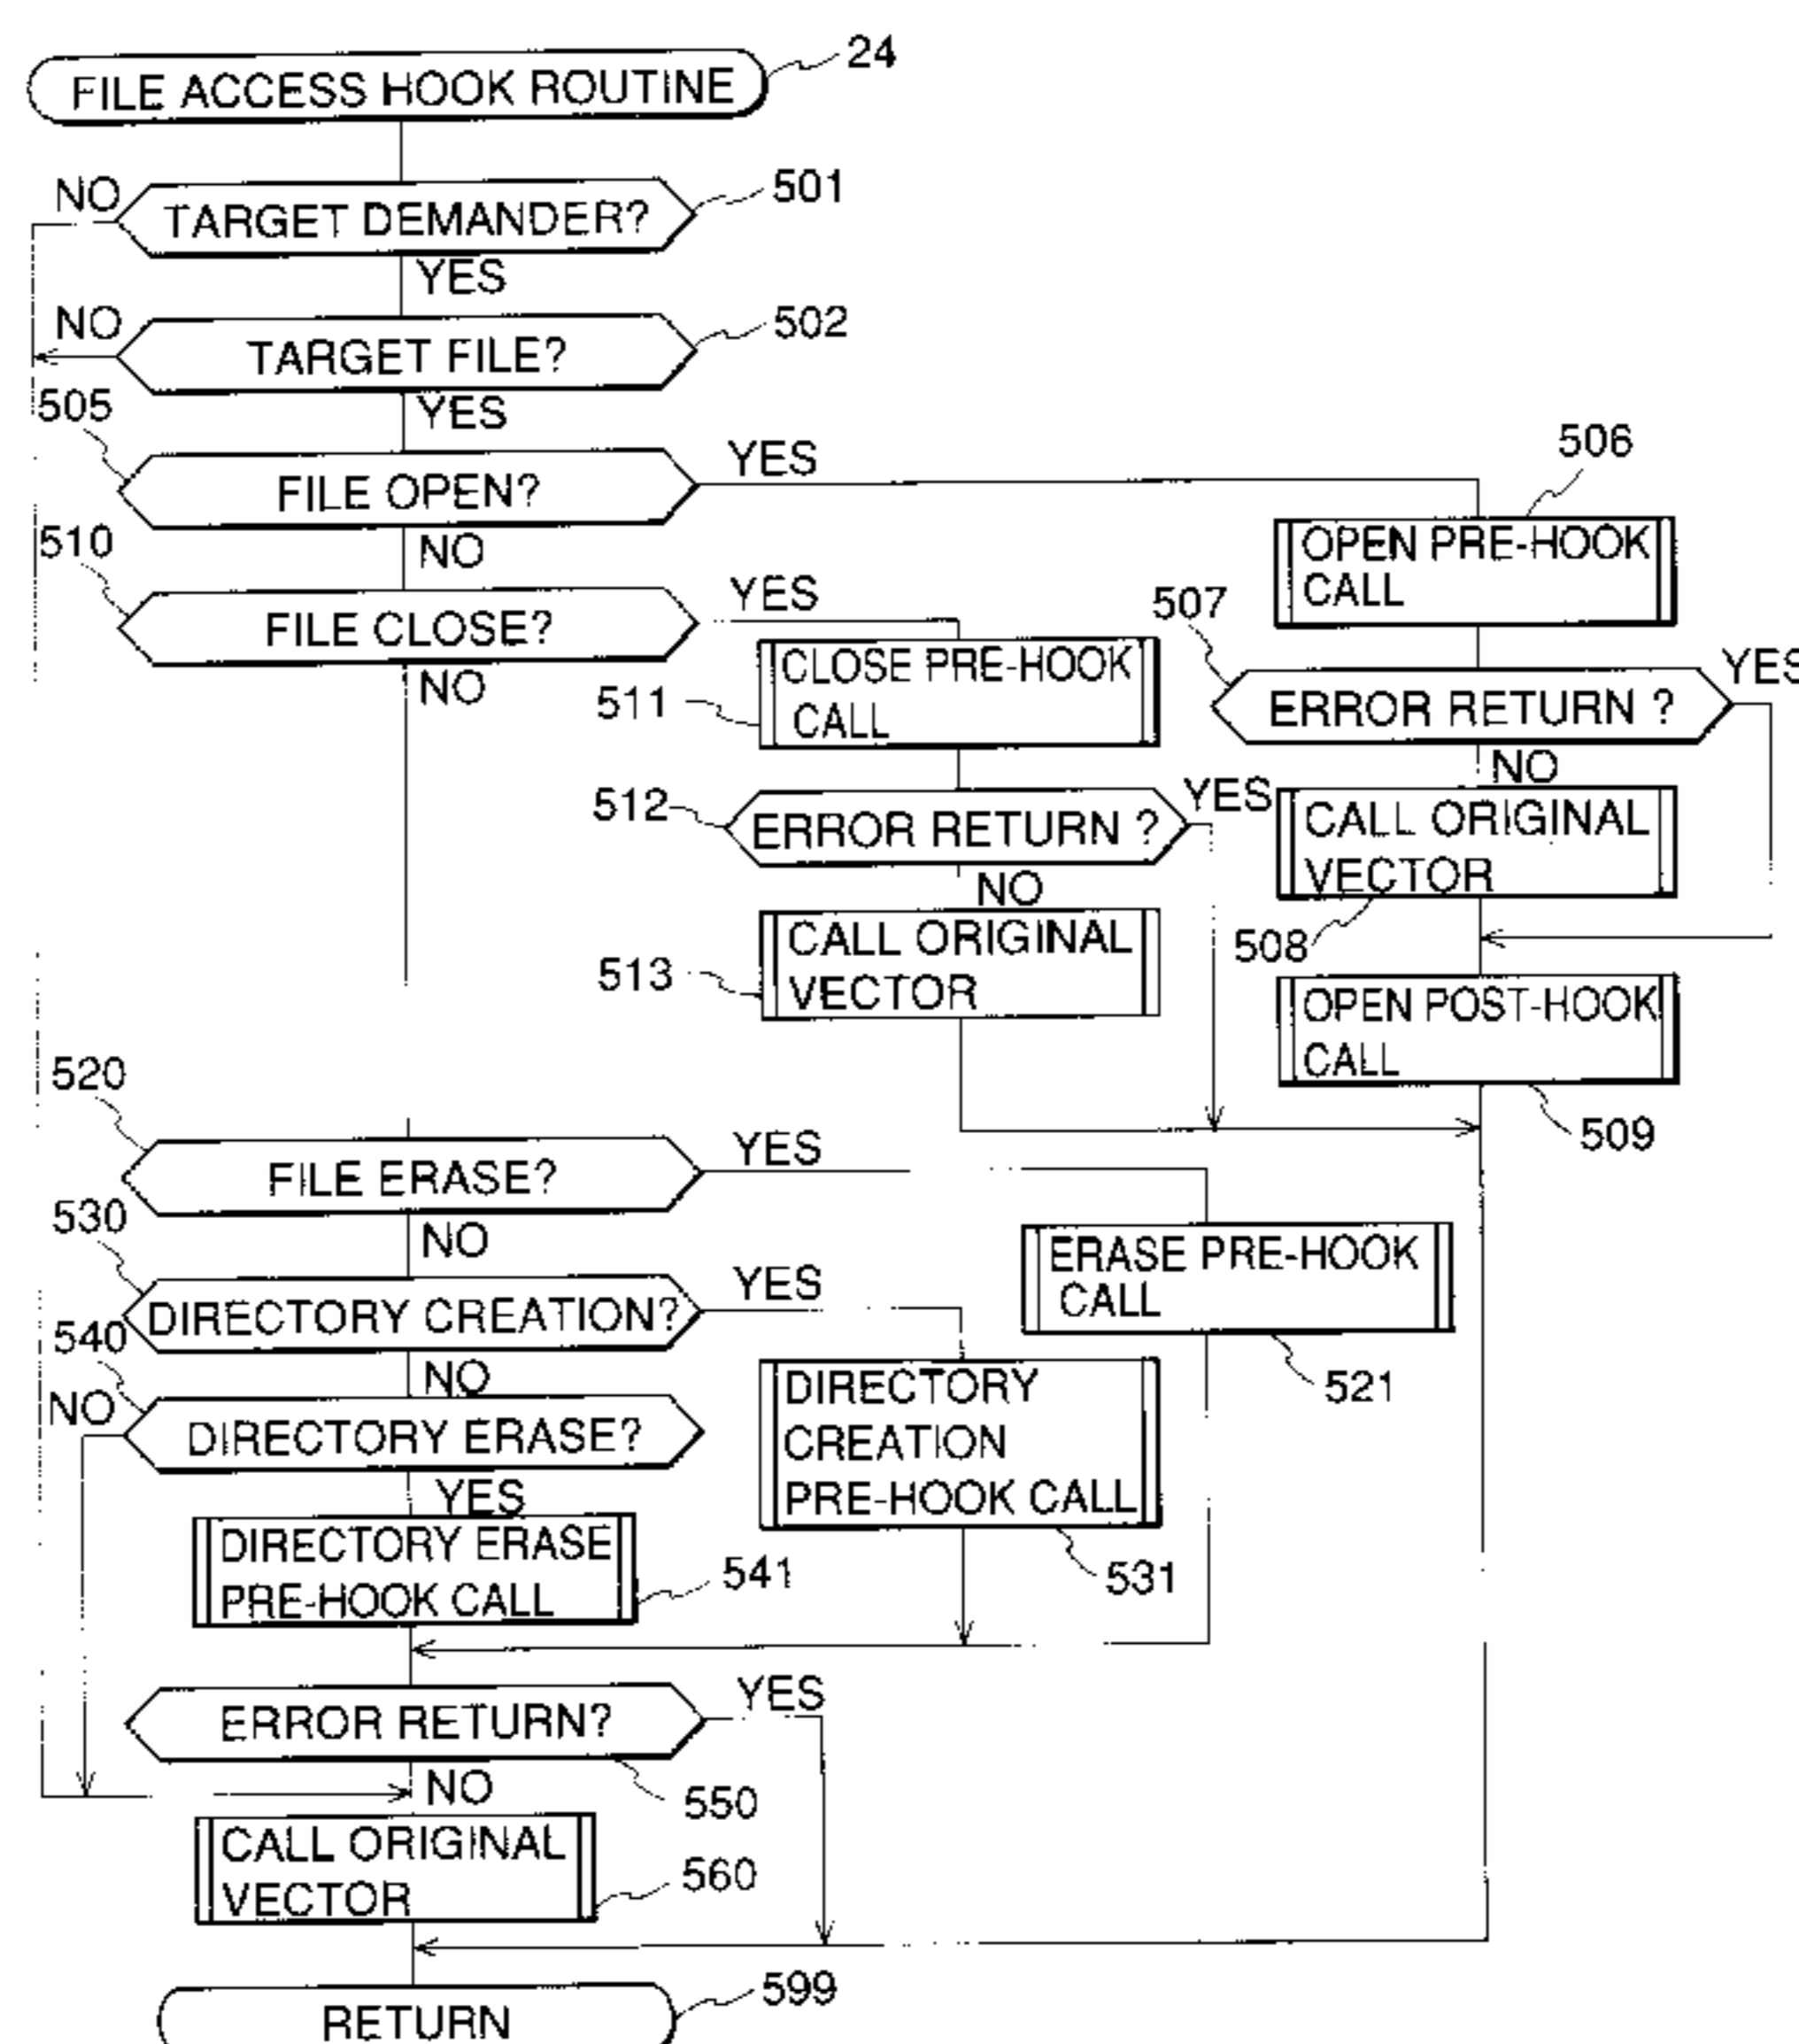 24
FILE ACCESS HOOK ROUTINE
NO
501
TARGET DEMANDER?
YES
NO
502
TARGET FILE?
505
YES
FILE OPEN?
YES
506
510
NO
OPEN PRE-HOOK
CALL
FILE CLOSE?
YES
507
NO
CLOSE PRE-HOOK
CALL
511
ERROR RETURN ?
YES
NO
512
ERROR RETURN ?
YES
CALL ORIGINAL
VECTOR
508
NO
513
CALL ORIGINAL
VECTOR
OPEN POST-HOOK
CALL
509
520
FILE ERASE?
YES
530
NO
ERASE PRE-HOOK
CALL
521
DIRECTORY CREATION?
YES
540
NO
DIRECTORY
CREATION
PRE-HOOK CALL
531
NO
DIRECTORY ERASE?
YES
DIRECTORY ERASE
PRE-HOOK CALL
541
ERROR RETURN?
YES
NO
550
CALL ORIGINAL
VECTOR
560
599
RETURN